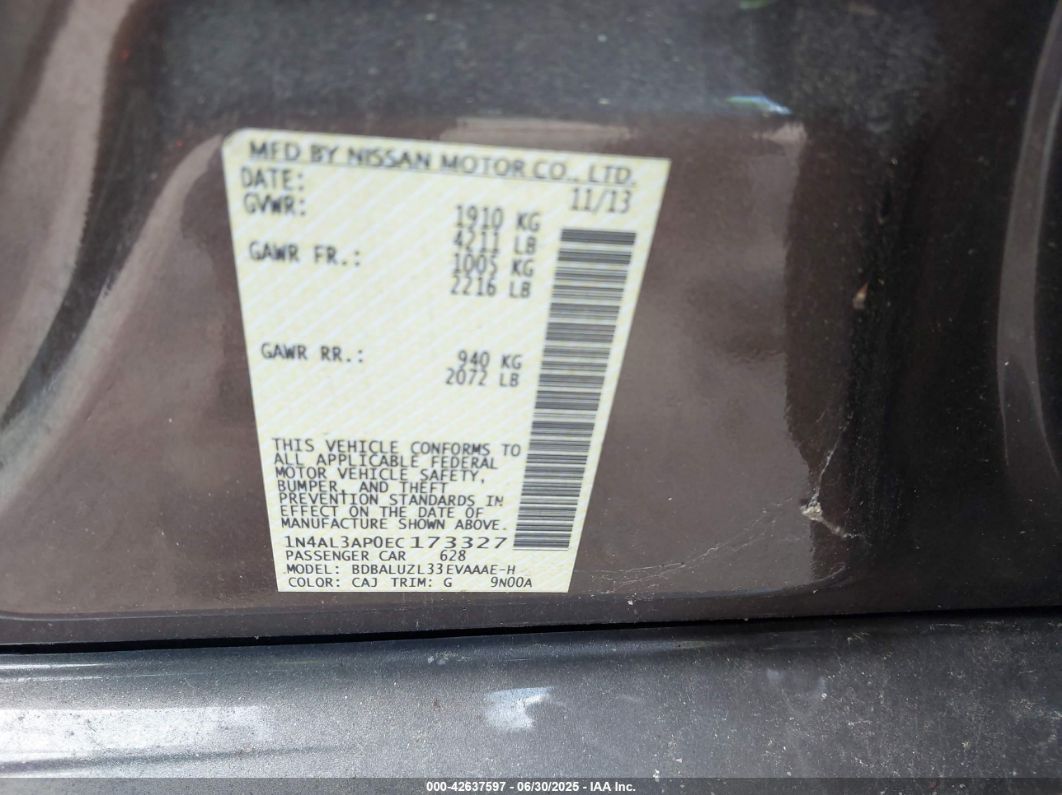 MFD BY NISSAN MOTOR CO., LTD.
DATE: 11/13
GVWR: 1910 KG
4211 LB
GAWR FR.: 1005 KG
2216 LB
GAWR RR.: 940 KG
2072 LB
THIS VEHICLE CONFORMS TO
ALL APPLICABLE FEDERAL
MOTOR VEHICLE SAFETY,
BUMPER, AND THEFT
PREVENTION STANDARDS IN
EFFECT ON THE DATE OF
MANUFACTURE SHOWN ABOVE.
1N4AL3AP0EC173327
PASSENGER CAR 628
MODEL: BDBALUZL33EVAAAE-H
COLOR: CAJ TRIM: G 9N00A
000-42637597 - 06/30/2025 - IAA Inc.